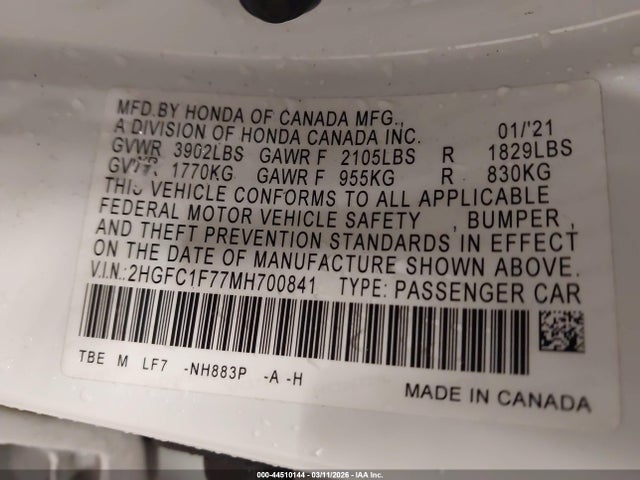 MFD.BY HONDA OF CANADA MFG.,
A DIVISION OF HONDA CANADA INC. 01/'21
GVWR 3902LBS GAWR F 2105LBS R 1829LBS
GVWR 1770KG GAWR F 955KG R 830KG
THIS VEHICLE CONFORMS TO ALL APPLICABLE
FEDERAL MOTOR VEHICLE SAFETY , BUMPER,
AND THEFT PREVENTION STANDARDS IN EFFECT
ON THE DATE OF MANUFACTURE SHOWN ABOVE.
V.I.N.:2HGFC1F77MH700841 TYPE: PASSENGER CAR
TBE M LF7 -NH883P -A -H
MADE IN CANADA
000-44510144 - 03/11/2026 - IAA Inc.